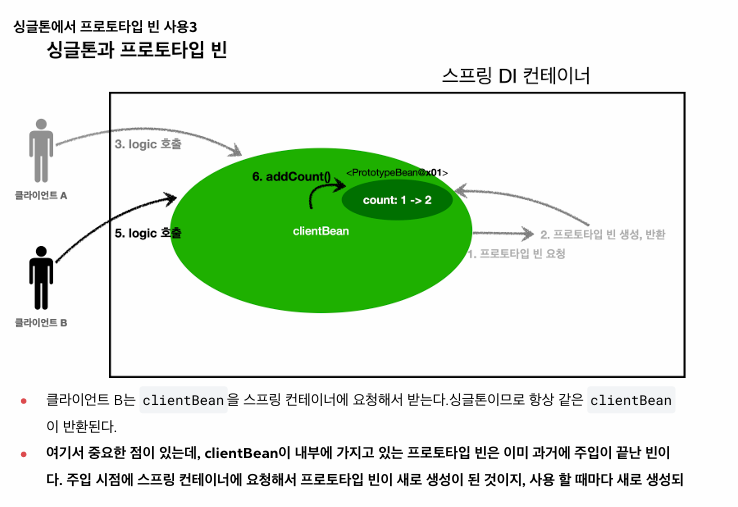 싱글톤에서 프로토타입 빈 사용3
싱글톤과 프로토타입 빈
스프링 DI 컨테이너
3. logic 호출
클라이언트 A
6. addCount()
<PrototypeBean@x01>
count: 1 -> 2
clientBean
5. logic 호출
2. 프로토타입 빈 생성, 반환
1. 프로토타입 빈 요청
클라이언트 B
클라이언트 B는 clientBean 을 스프링 컨테이너에 요청해서 받는다.싱글톤이므로 항상 같은 clientBean
이 반환된다.
여기서 중요한 점이 있는데, clientBean이 내부에 가지고 있는 프로토타입 빈은 이미 과거에 주입이 끝난 빈이
다. 주입 시점에 스프링 컨테이너에 요청해서 프로토타입 빈이 새로 생성이 된 것이지, 사용 할 때마다 새로 생성되